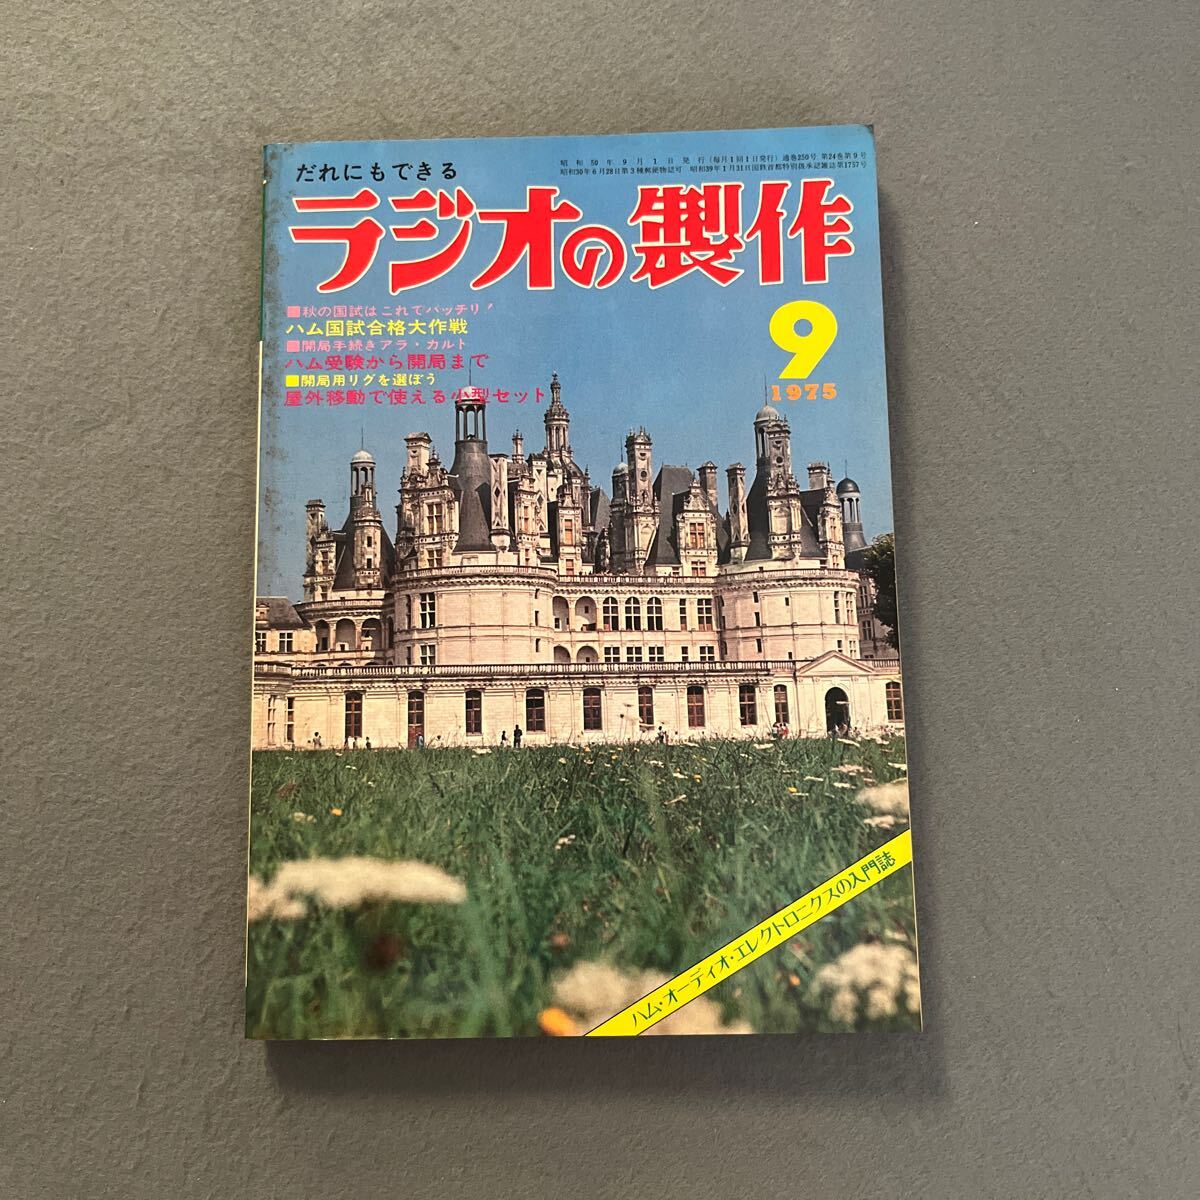 昭和50年9月1日発行(毎月1回1日発行)通巻250号 第24巻第9号
昭和30年6月28日第3種郵便物認可 昭和39年1月31日国鉄首都特別扱承認雑誌第1757号
だれにもできる
ラジオの製作
■秋の国試はこれでバッチリ!
ハム国試合格大作戦
■開局手続きアラ・カルト
ハム受験から開局まで
■開局用リグを選ぼう
屋外移動で使える小型セット
9
1975
ハム・オーディオ・エレクトロニクスの入門誌